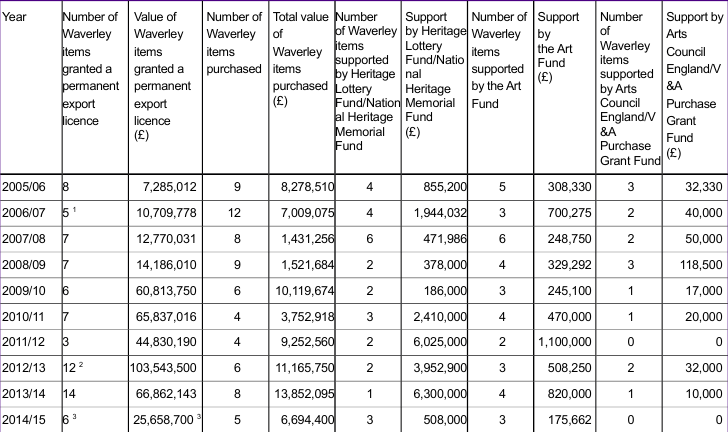 Year
Number of
Waverley
items
granted a
permanent
export
licence
Value of
Waverley
items
granted a
permanent
export
licence
(£)
Number of
Waverley
items
purchased
Total value
of
Waverley
items
purchased
(£)
Number
of Waverley
items
supported
by Heritage
Lottery
Fund/Nation
al Heritage
Memorial
Fund
Support
by Heritage
Lottery
Fund/Natio
nal
Heritage
Memorial
Fund
(£)
Number of
Waverley
items
supported
by the Art
Fund
Support
by
the Art
Fund
(£)
Number
of
Waverley
items
supported
by Arts
Council
England/V
&A
Purchase
Grant Fund
Support by
Arts
Council
England/V
&A
Purchase
Grant
Fund
(£)
2005/06 8 7,285,012 9 8,278,510 4 855,200 5 308,330 3 32,330
2006/07 5 1 10,709,778 12 7,009,075 4 1,944,032 3 700,275 2 40,000
2007/08 7 12,770,031 8 1,431,256 6 471,986 6 248,750 2 50,000
2008/09 7 14,186,010 9 1,521,684 2 378,000 4 329,292 3 118,500
2009/10 6 60,813,750 6 10,119,674 2 186,000 3 245,100 1 17,000
2010/11 7 65,837,016 4 3,752,918 3 2,410,000 4 470,000 1 20,000
2011/12 3 44,830,190 4 9,252,560 2 6,025,000 2 1,100,000 0 0
2012/13 12 2 103,543,500 6 11,165,750 2 3,952,900 3 508,250 2 32,000
2013/14 14 66,862,143 8 13,852,095 1 6,300,000 4 820,000 1 10,000
2014/15 6 3 25,658,700 3 5 6,694,400 3 508,000 3 175,662 0 0